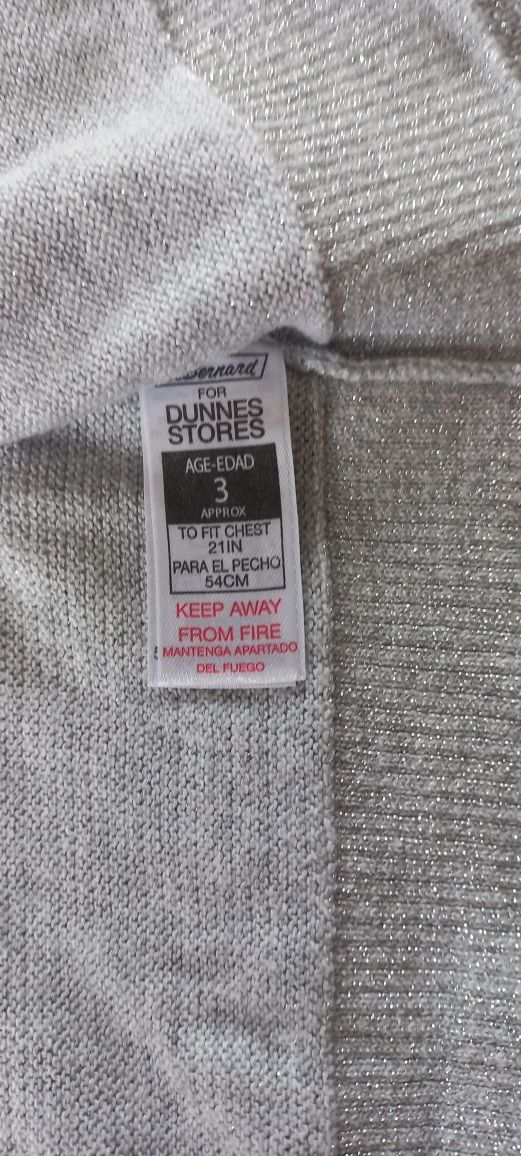 Bernard
FOR
DUNNES
STORES
AGE-EDAD
3
APPROX
TO FIT CHEST
21IN
PARA EL PECHO
54CM
KEEP AWAY
FROM FIRE
MANTENGA APARTADO
DEL FUEGO